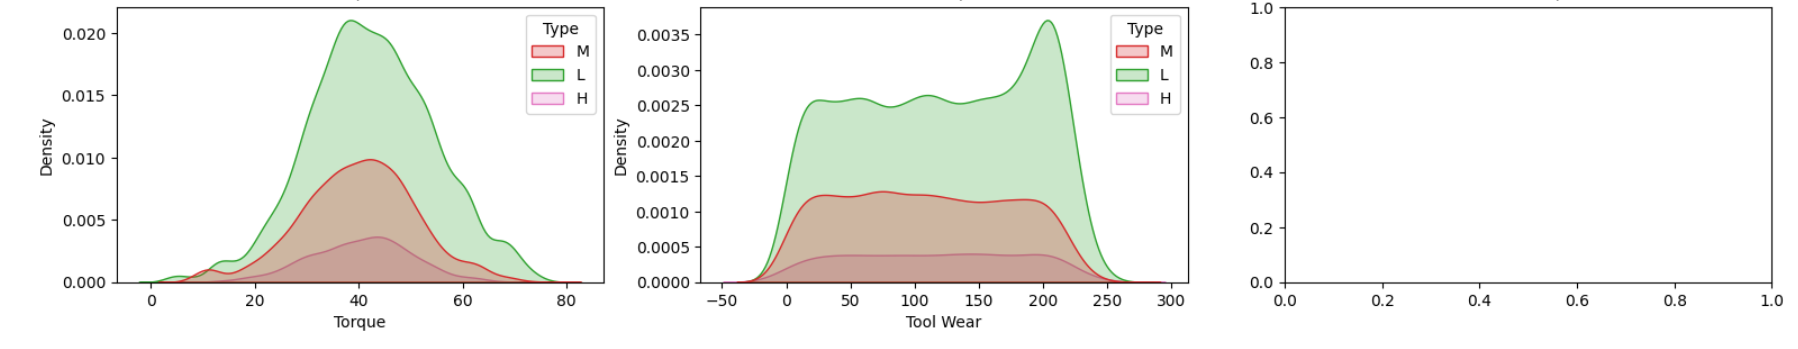 Type
M
L
H
0.020
0.015
0.010
0.005
0.000
Density
0 20 40 60 80
Torque
Type
M
L
H
0.0035
0.0030
0.0025
0.0020
0.0015
0.0010
0.0005
0.0000
Density
−50 0 50 100 150 200 250 300
Tool Wear
1.0
0.8
0.6
0.4
0.2
0.0
0.0 0.2 0.4 0.6 0.8 1.0